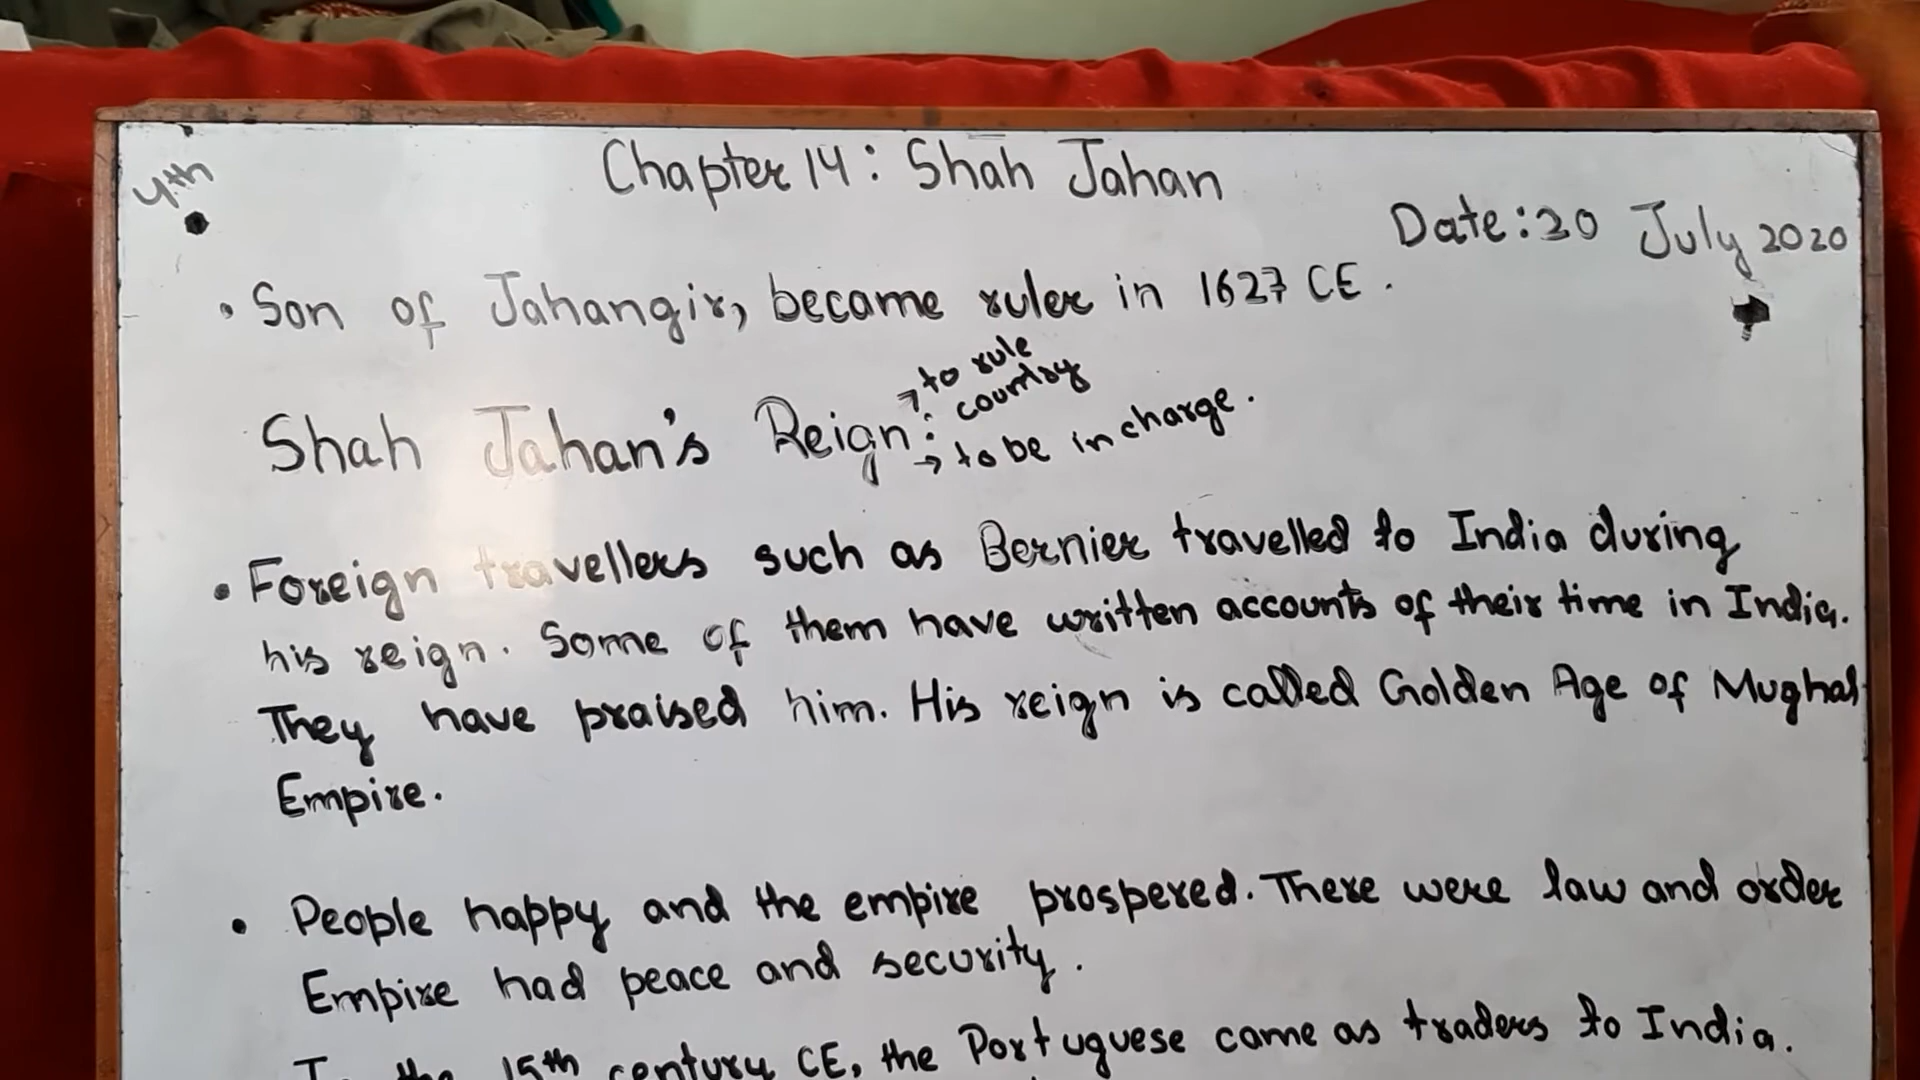 4th
Chapter 14: Shah Jahan
Date: 20 July 2020
• Son of Jahangir, became ruler in 1627 CE.
→ to rule
country
Shah Jahan's Reign:
→ to be in charge.
• Foreign travellers such as Bernier travelled to India during
his reign. Some of them have written accounts of their time in India.
They have praised him. His reign is called Golden Age of Mughal
Empire.
• People happy and the empire prospered. There were law and order
Empire had peace and security.
In the 15th century CE, the Portuguese came as traders to India.